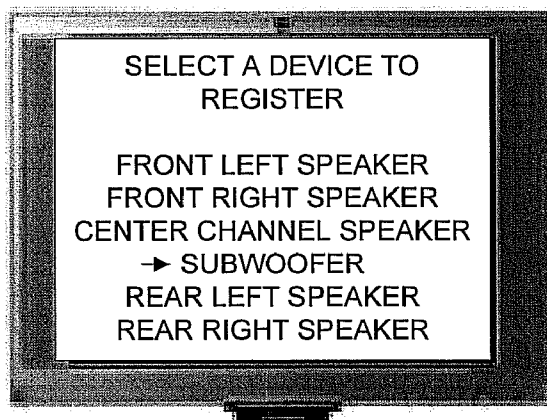 SELECT A DEVICE TO
REGISTER
FRONT LEFT SPEAKER
FRONT RIGHT SPEAKER
CENTER CHANNEL SPEAKER
→ SUBWOOFER
REAR LEFT SPEAKER
REAR RIGHT SPEAKER